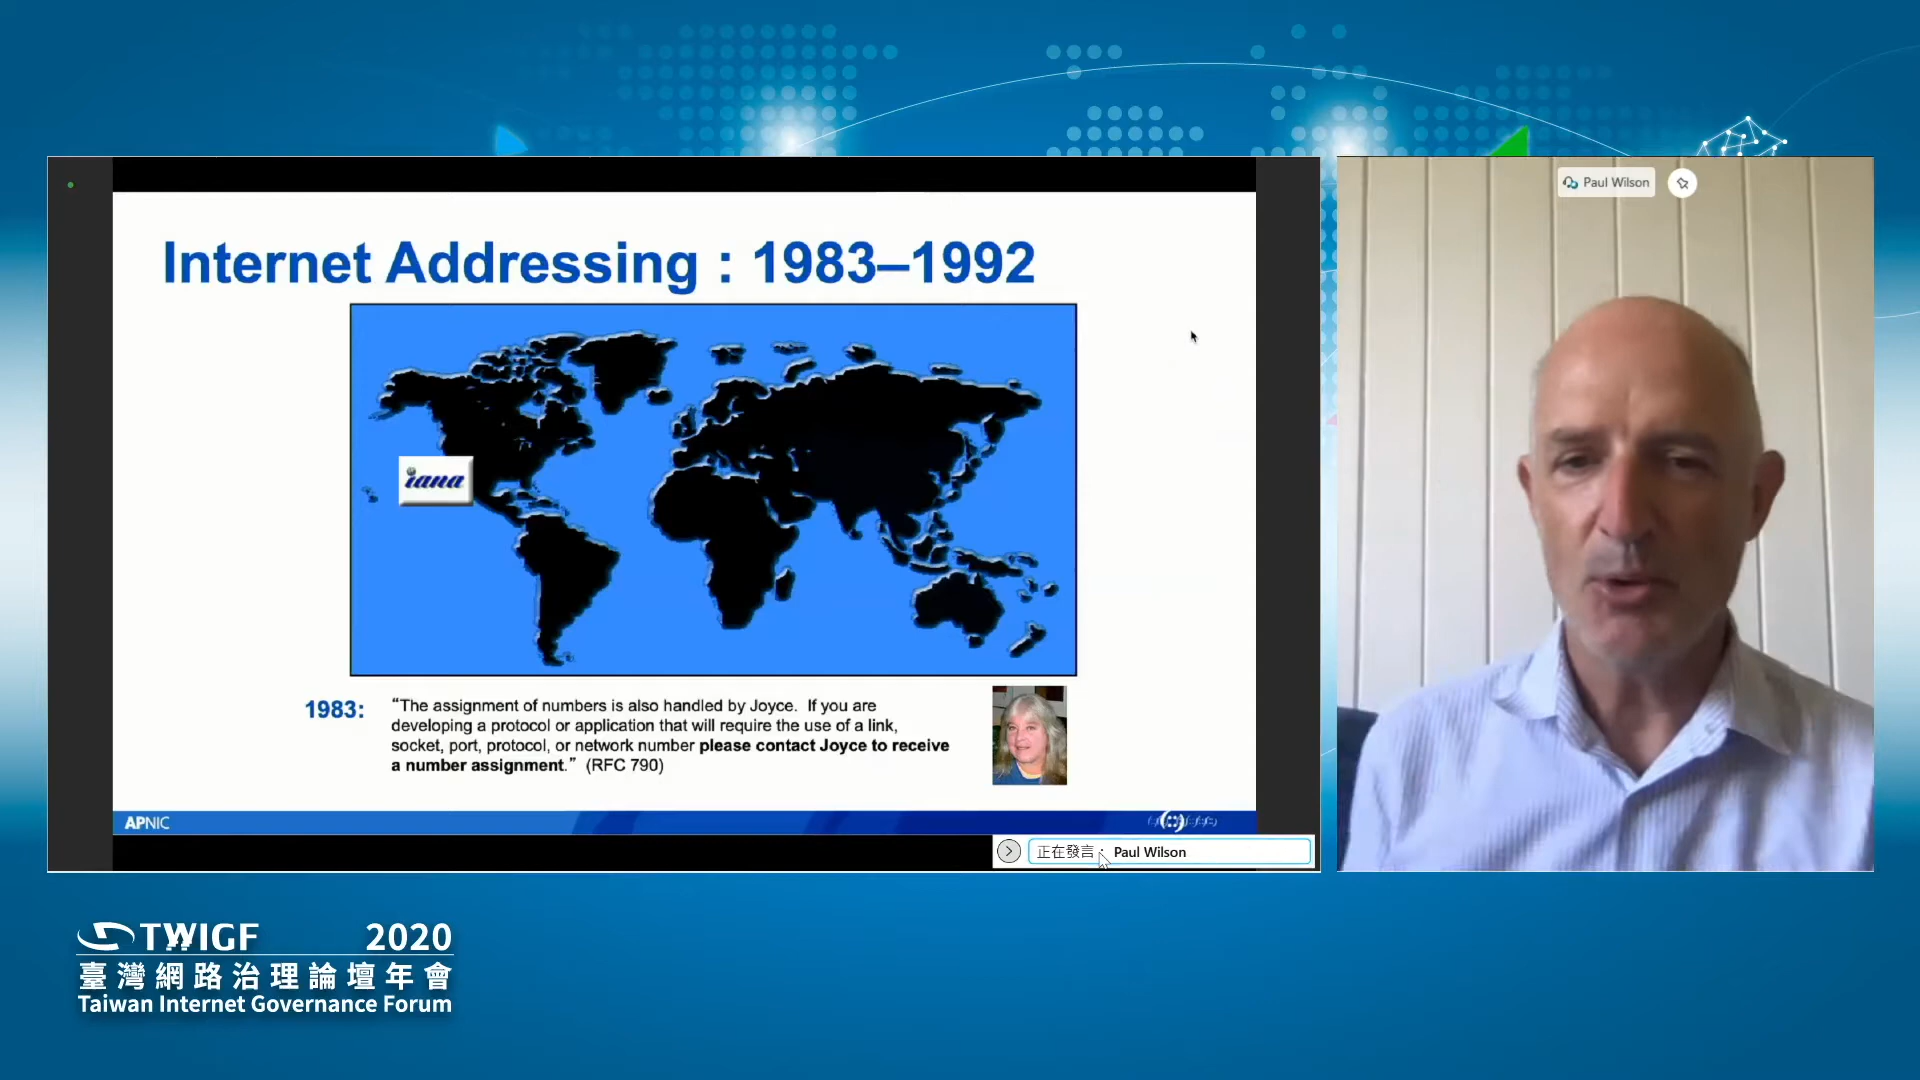 Paul Wilson
Internet Addressing : 1983–1992
iana
1983:
“The assignment of numbers is also handled by Joyce. If you are
developing a protocol or application that will require the use of a link,
socket, port, protocol, or network number please contact Joyce to receive
a number assignment.” (RFC 790)
APNIC
正在發言： Paul Wilson
TWIGF 2020
臺灣網路治理論壇年會
Taiwan Internet Governance Forum